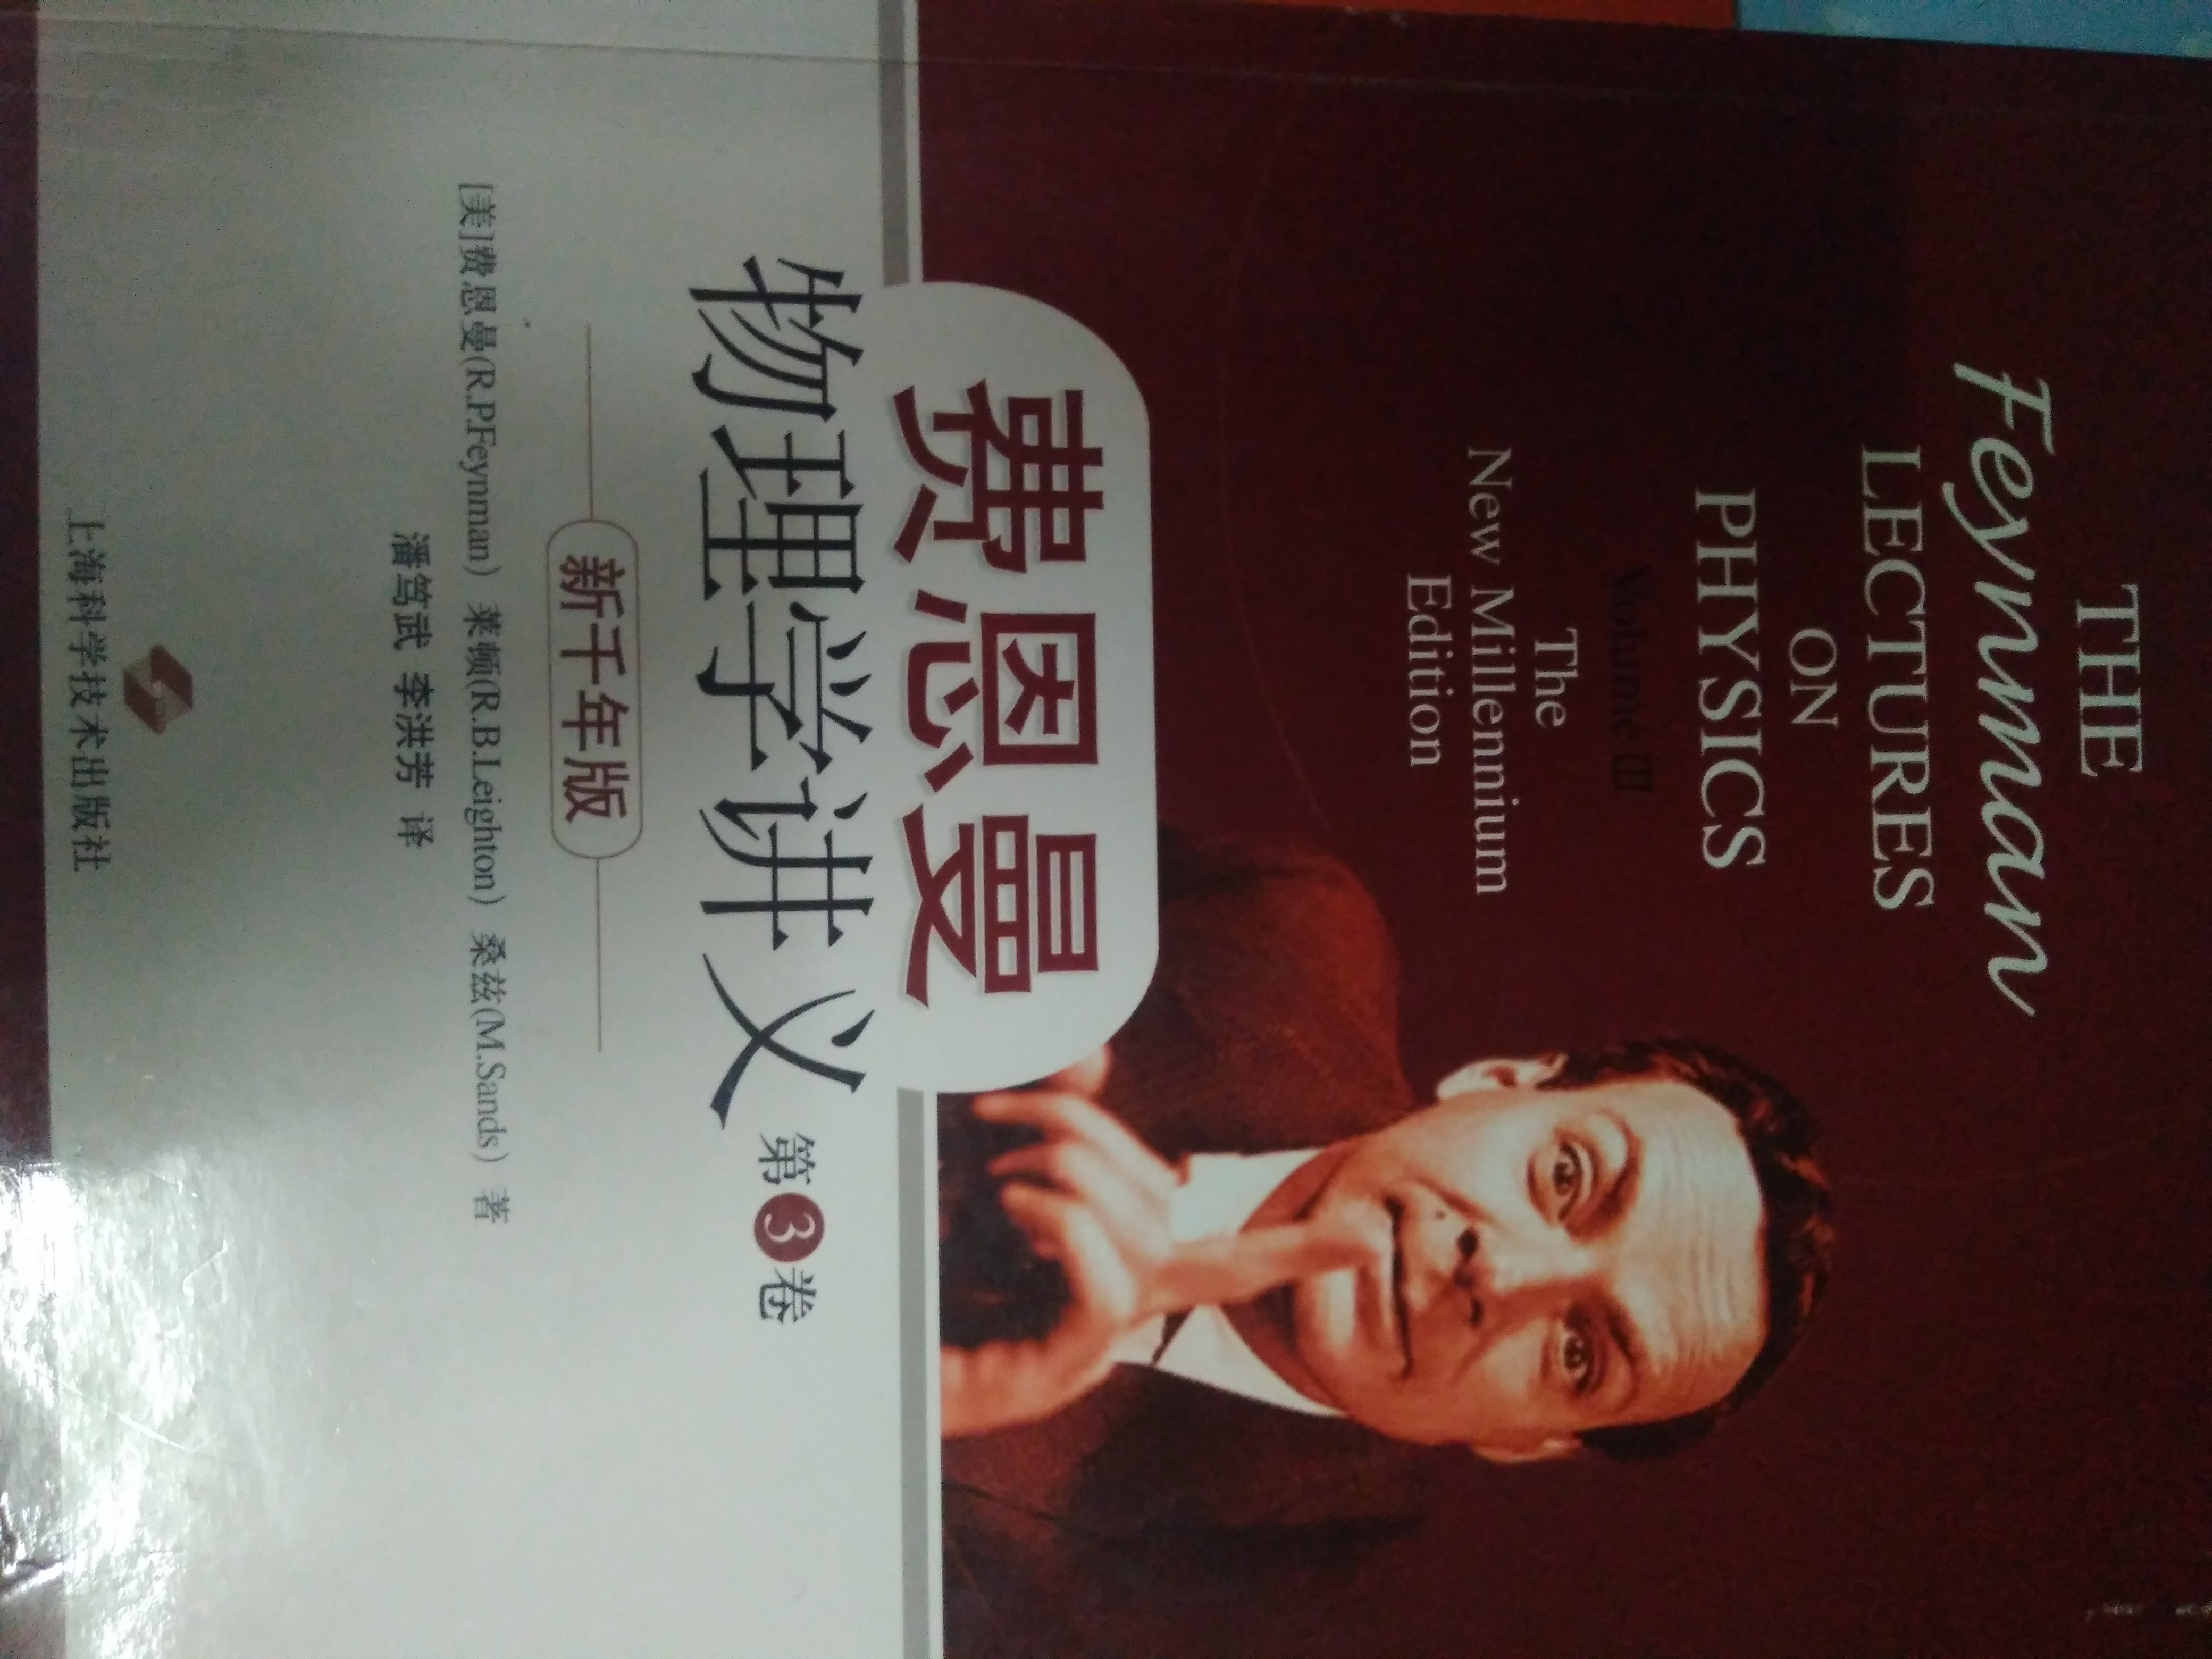 THE
Feynman
LECTURES
ON
PHYSICS
Volume Ⅲ
The
New Millennium
Edition
费恩曼
物理学讲义 第3卷
新千年版
[美]费恩曼(R.P.Feynman) 莱顿(R.B.Leighton) 桑兹(M.Sands) 著
潘笃武 李洪芳 译
上海科学技术出版社